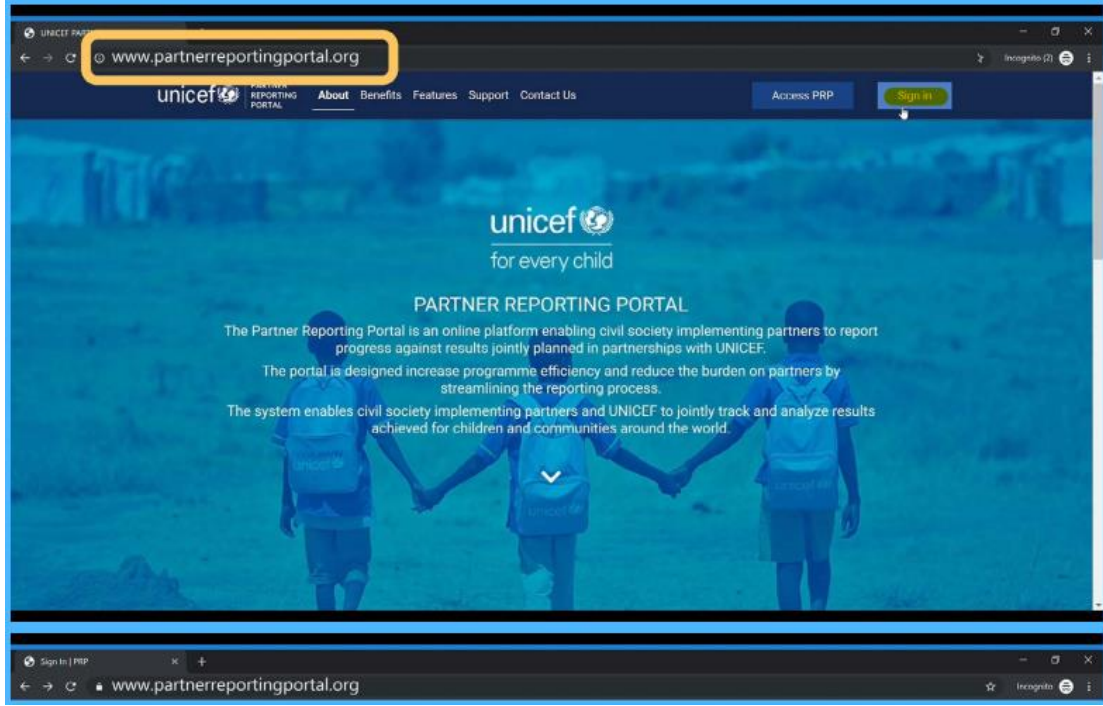 UNICEF PART
www.partnerreportingportal.org
Incognito (2)
unicef PARTNER REPORTING PORTAL About Benefits Features Support Contact Us Access PRP Sign in
unicef
for every child
PARTNER REPORTING PORTAL
The Partner Reporting Portal is an online platform enabling civil society implementing partners to report
progress against results jointly planned in partnerships with UNICEF.
The portal is designed increase programme efficiency and reduce the burden on partners by
streamlining the reporting process.
The system enables civil society implementing partners and UNICEF to jointly track and analyze results
achieved for children and communities around the world.
unicef
unicef
unicef
Sign In | PRP
www.partnerreportingportal.org
Incognito